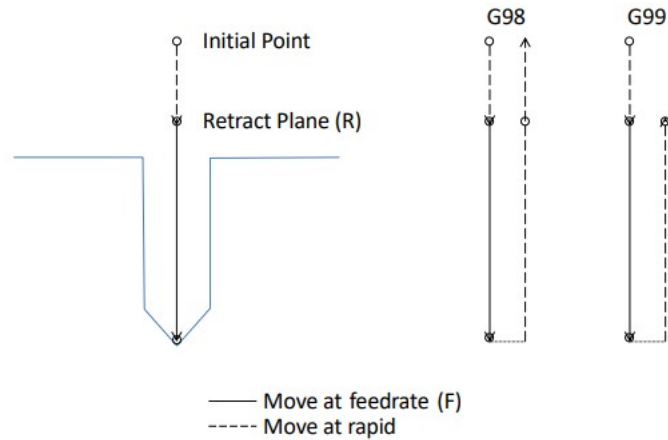 G98
G99
Initial Point
Retract Plane (R)
Move at feedrate (F)
Move at rapid